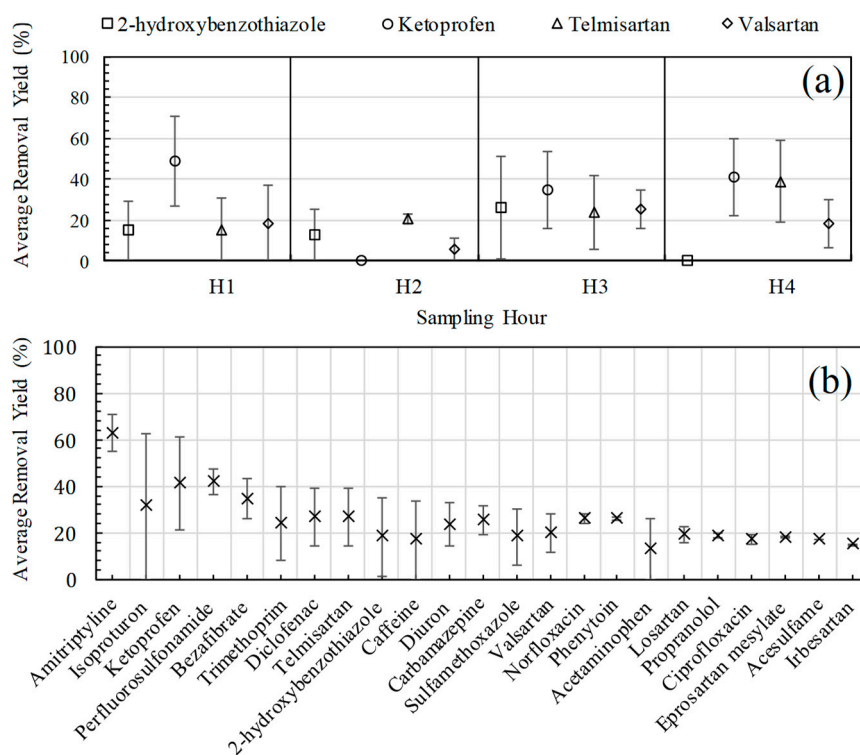 2-hydroxybenzothiazole Ketoprofen Telmisartan Valsartan
Average Removal Yield (%)
100
80
60
40
20
0
(a)
H1 H2 H3 H4
Sampling Hour
Average Removal Yield (%)
100
80
60
40
20
0
(b)
Amitriptyline
Isoproturon
Ketoprofen
Perfluorosulfonamide
Bezafibrate
Trimethoprim
Diclofenac
Telmisartan
2-hydroxybenzothiazole
Caffeine
Diuron
Carbamazepine
Sulfamethoxazole
Valsartan
Norfloxacin
Phenytoin
Acetaminophen
Losartan
Propranolol
Ciprofloxacin
Eprosartan mesylate
Acesulfame
Irbesartan